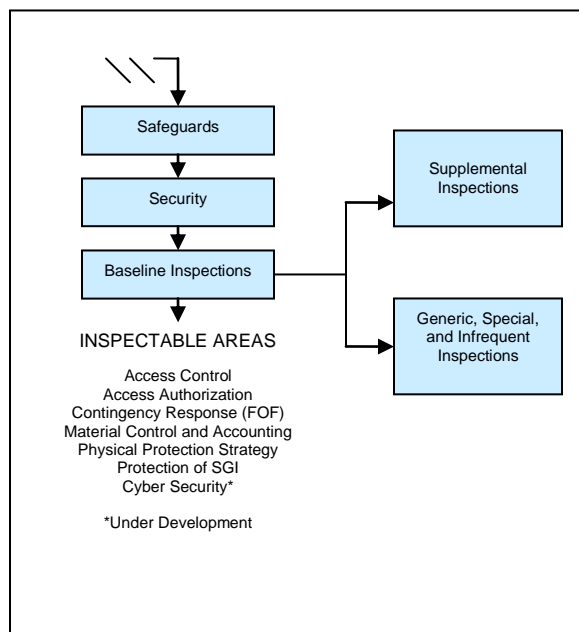 Safeguards
Security
Baseline Inspections
Supplemental
Inspections
Generic, Special,
and Infrequent
Inspections
INSPECTABLE AREAS
Access Control
Access Authorization
Contingency Response (FOF)
Material Control and Accounting
Physical Protection Strategy
Protection of SGI
Cyber Security*
*Under Development